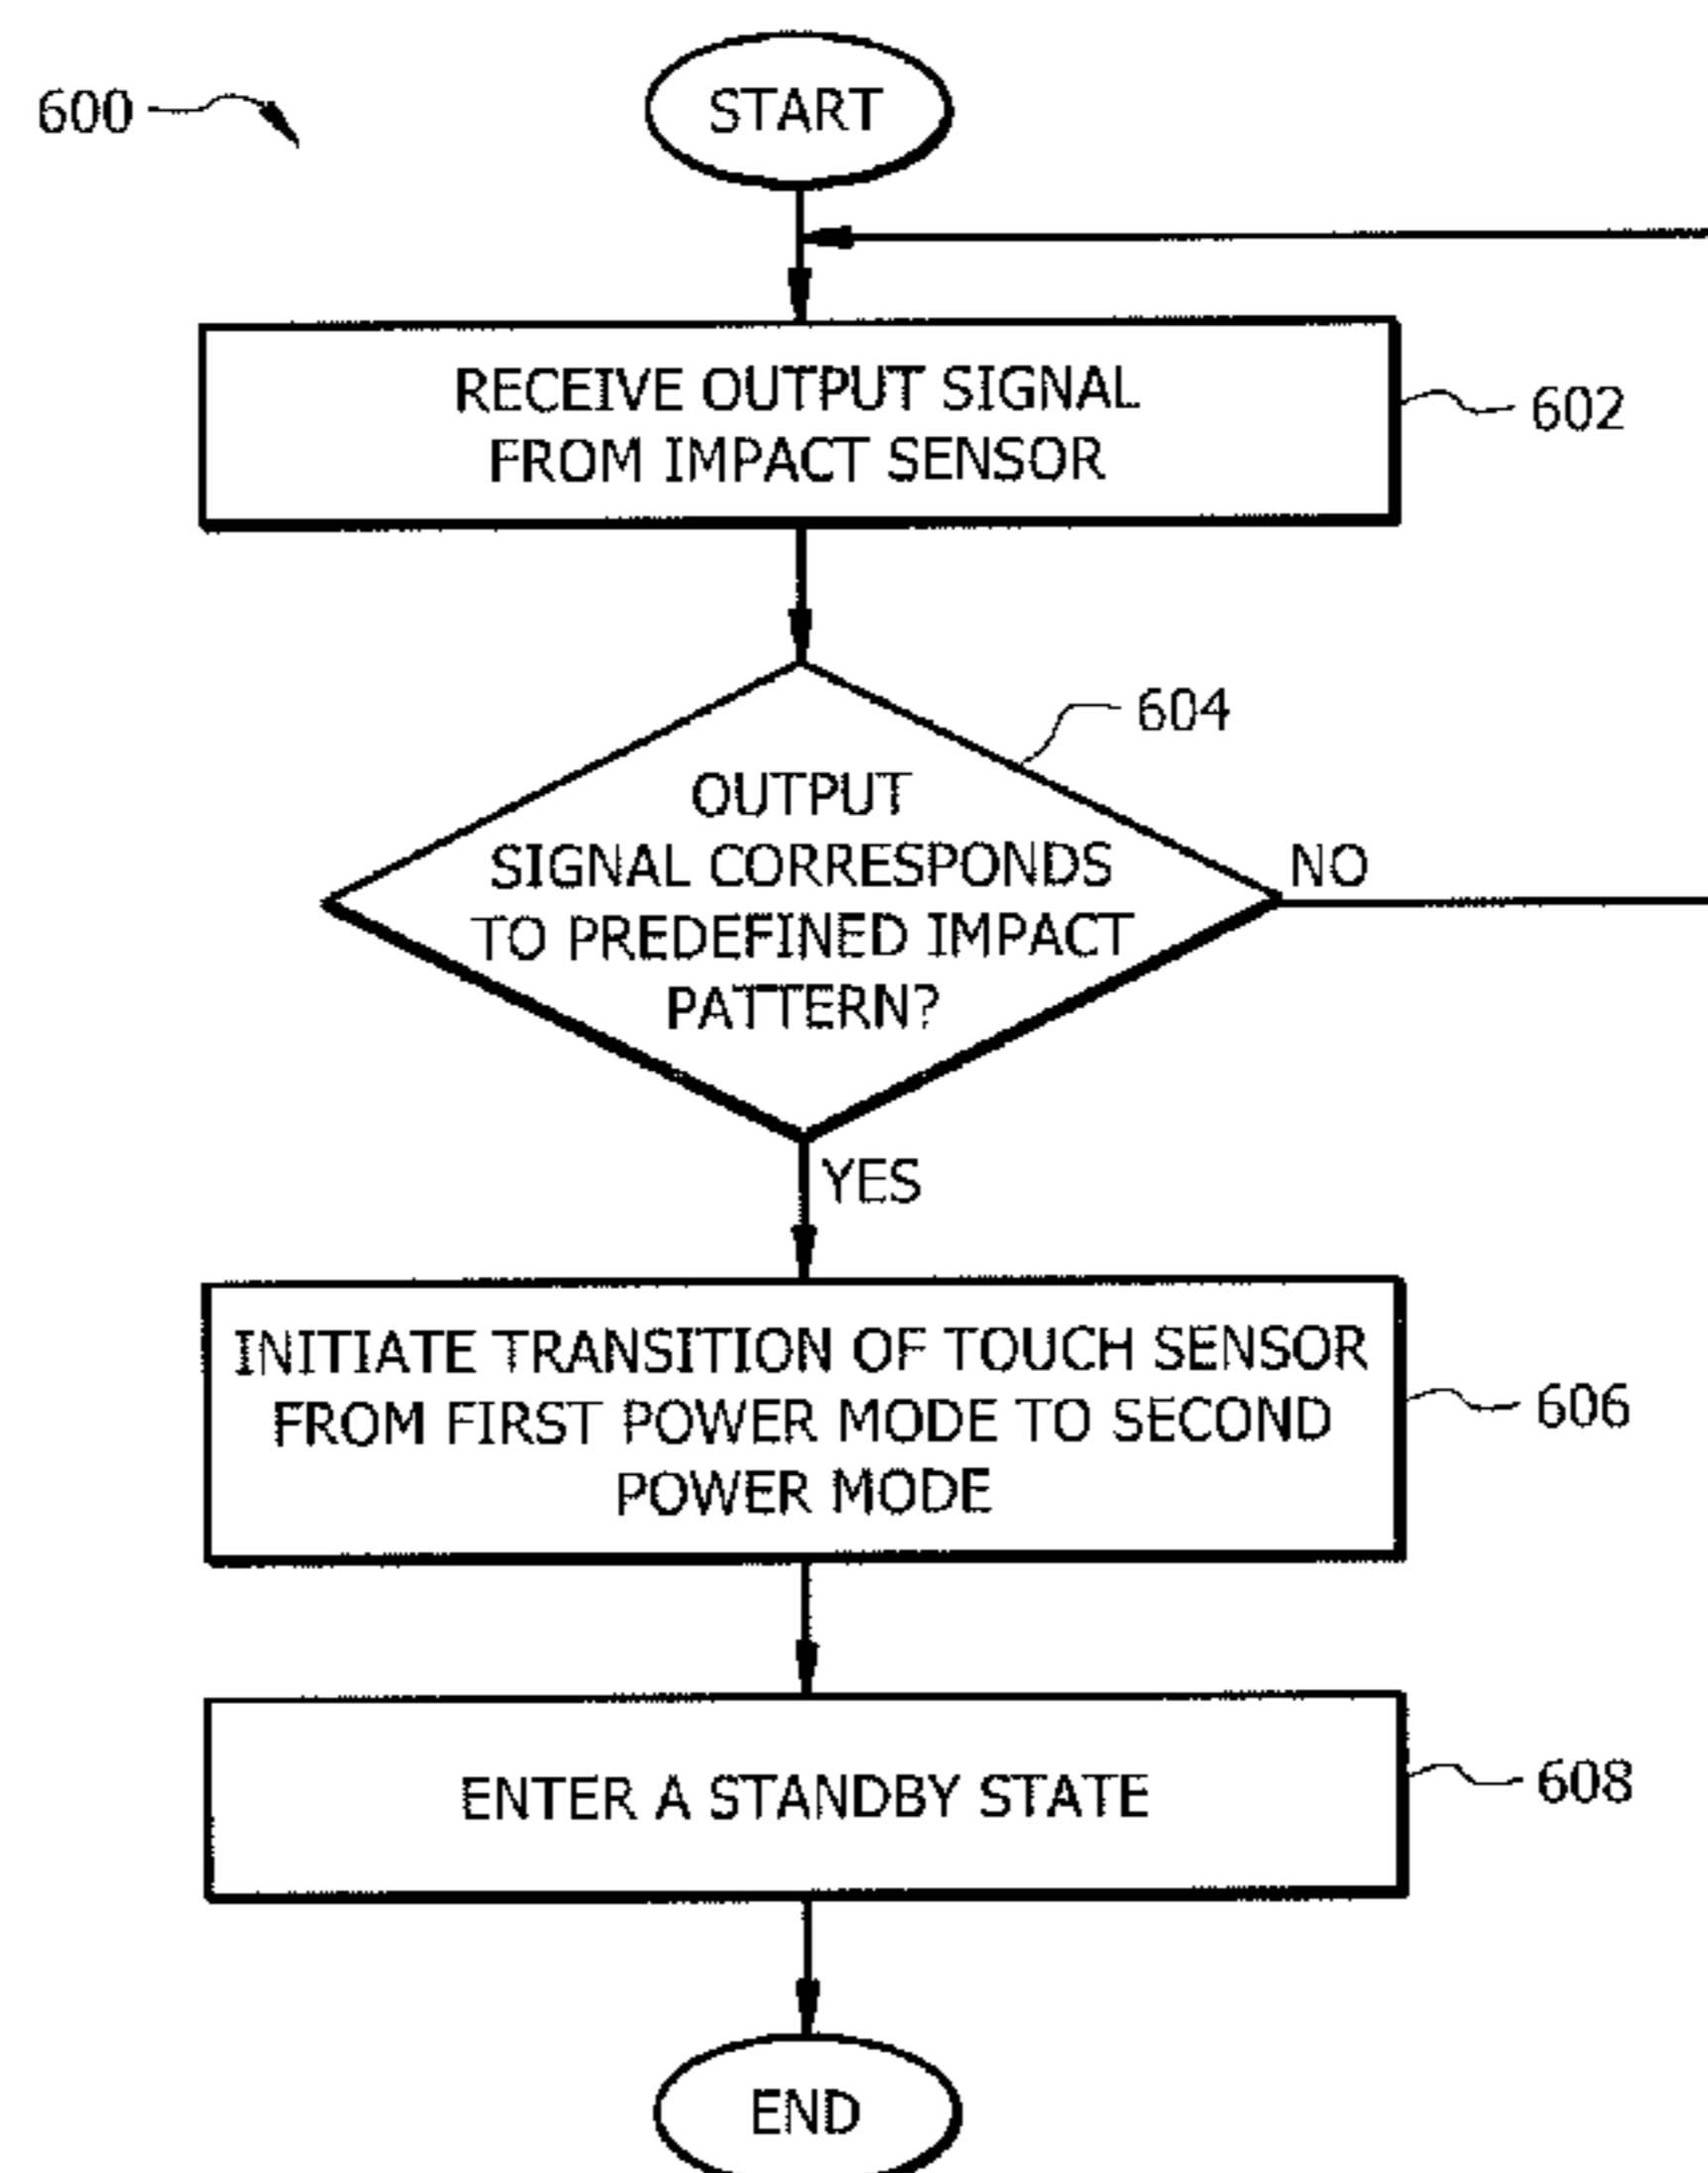 600
START
RECEIVE OUTPUT SIGNAL
FROM IMPACT SENSOR
602
604
OUTPUT
SIGNAL CORRESPONDS
TO PREDEFINED IMPACT
PATTERN?
NO
YES
INITIATE TRANSITION OF TOUCH SENSOR
FROM FIRST POWER MODE TO SECOND
POWER MODE
606
ENTER A STANDBY STATE
608
END